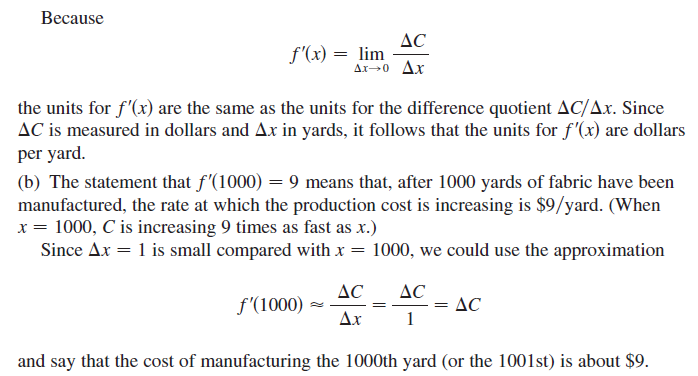 Because
f′(x) = lim Δx→0 ΔC/Δx
the units for f′(x) are the same as the units for the difference quotient ΔC/Δx. Since
ΔC is measured in dollars and Δx in yards, it follows that the units for f′(x) are dollars
per yard.
(b) The statement that f′(1000) = 9 means that, after 1000 yards of fabric have been
manufactured, the rate at which the production cost is increasing is $9/yard. (When
x = 1000, C is increasing 9 times as fast as x.)
Since Δx = 1 is small compared with x = 1000, we could use the approximation
f′(1000) ≈ ΔC/Δx = ΔC/1 = ΔC
and say that the cost of manufacturing the 1000th yard (or the 1001st) is about $9.